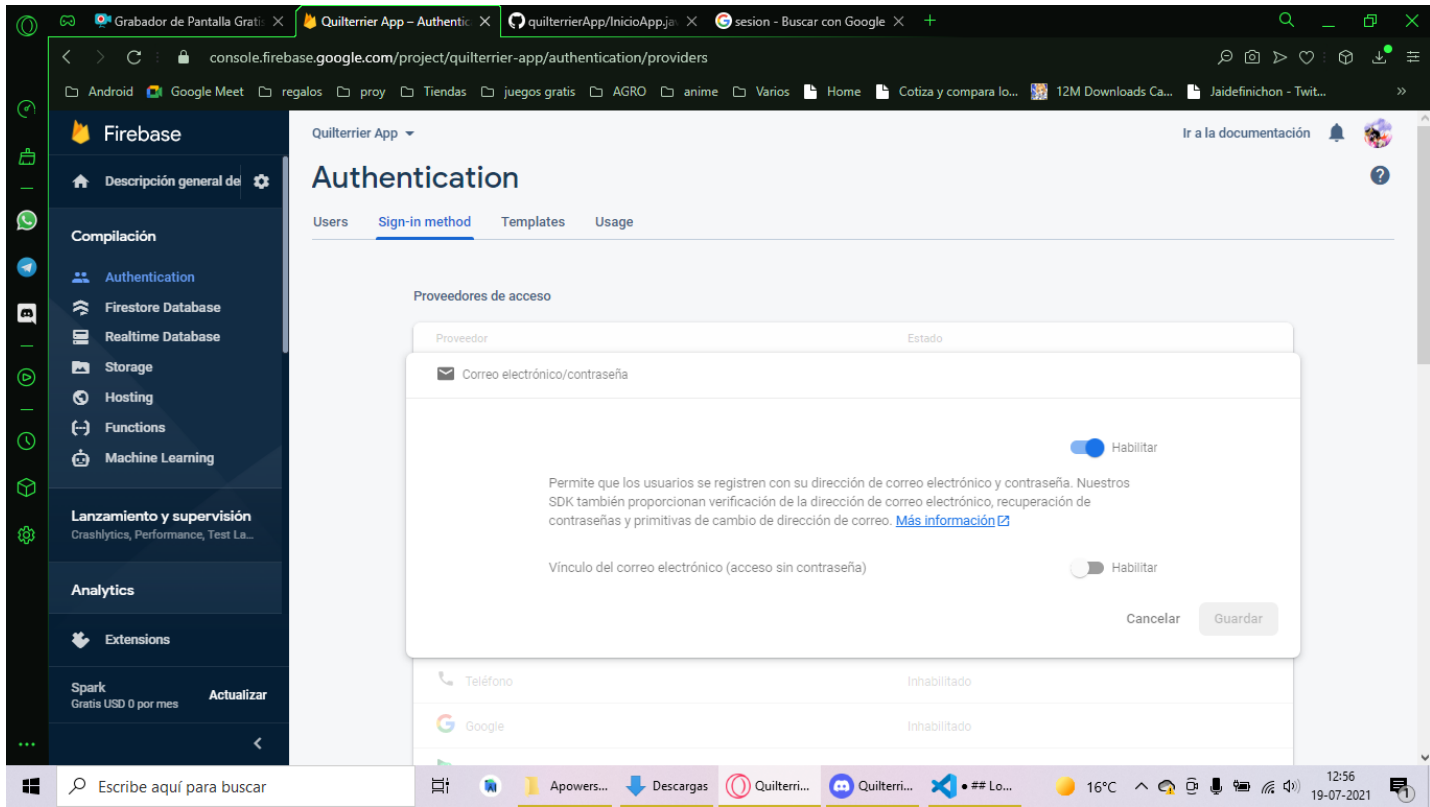 Grabador de Pantalla Gratis
Quilterrier App – Authentic
quilterrierApp/InicioApp.jav
sesion - Buscar con Google
console.firebase.google.com/project/quilterrier-app/authentication/providers
Android
Google Meet
regalos
proy
Tiendas
juegos gratis
AGRO
anime
Varios
Home
Cotiza y compara lo...
12M Downloads Ca...
Jaidefinichon - Twit...
Firebase
Quilterrier App
Ir a la documentación
Descripción general de
Authentication
Users
Sign-in method
Templates
Usage
Compilación
Authentication
Firestore Database
Realtime Database
Storage
Hosting
Functions
Machine Learning
Lanzamiento y supervisión
Crashlytics, Performance, Test La...
Analytics
Extensions
Spark
Gratis USD 0 por mes
Actualizar
Proveedores de acceso
Proveedor
Estado
Correo electrónico/contraseña
Habilitar
Permite que los usuarios se registren con su dirección de correo electrónico y contraseña. Nuestros
SDK también proporcionan verificación de la dirección de correo electrónico, recuperación de
contraseñas y primitivas de cambio de dirección de correo. Más información
Vínculo del correo electrónico (acceso sin contraseña)
Habilitar
Cancelar
Guardar
Teléfono
Inhabilitado
Google
Inhabilitado
Escribe aquí para buscar
Apowers...
Descargas
Quilterri...
Quilterri...
• ## Lo...
16°C
12:56
19-07-2021
1